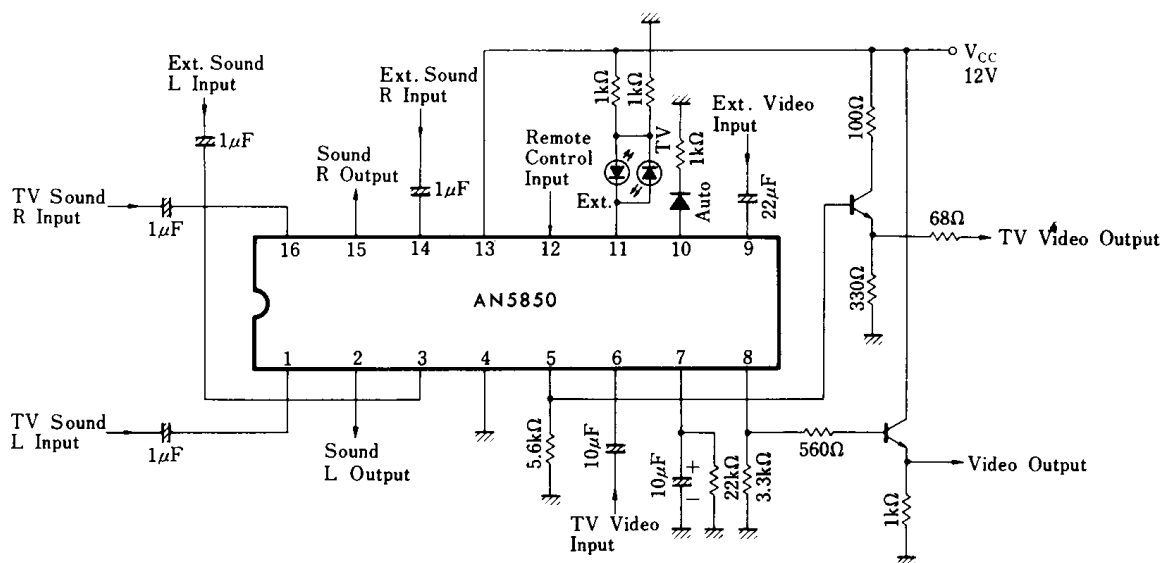 Ext. Sound
L Input
1μF
Ext. Sound
R Input
1μF
Sound
R Output
TV Sound
R Input
1μF
Remote
Control
Input
1kΩ
1kΩ
TV
Ext.
1kΩ
Auto
Ext. Video
Input
22μF
VCC
12V
100Ω
68Ω
TV Video Output
330Ω
16
15
14
13
12
11
10
9
AN5850
1
2
3
4
5
6
7
8
TV Sound
L Input
1μF
Sound
L Output
5.6kΩ
10μF
TV Video
Input
10μF
+
−
22kΩ
3.3kΩ
560Ω
Video Output
1kΩ